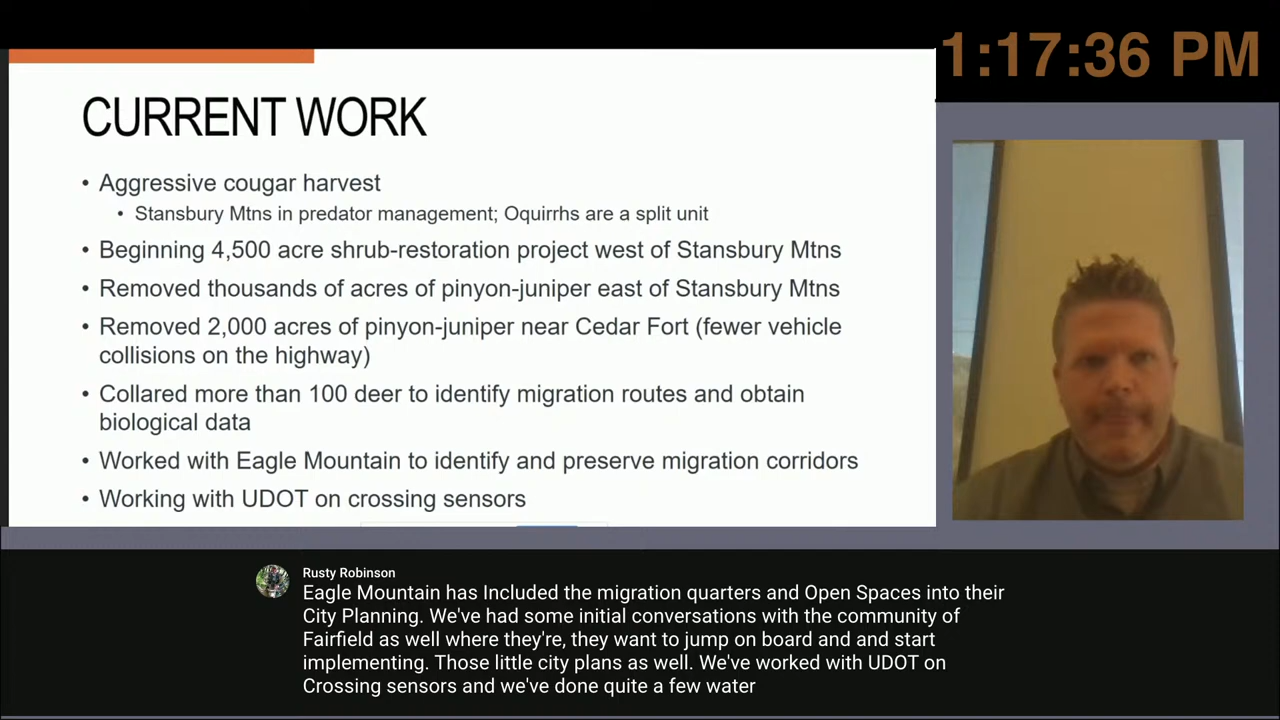 1:17:36 PM
CURRENT WORK
• Aggressive cougar harvest
• Stansbury Mtns in predator management; Oquirrhs are a split unit
• Beginning 4,500 acre shrub-restoration project west of Stansbury Mtns
• Removed thousands of acres of pinyon-juniper east of Stansbury Mtns
• Removed 2,000 acres of pinyon-juniper near Cedar Fort (fewer vehicle
collisions on the highway)
• Collared more than 100 deer to identify migration routes and obtain
biological data
• Worked with Eagle Mountain to identify and preserve migration corridors
• Working with UDOT on crossing sensors
Rusty Robinson
Eagle Mountain has Included the migration quarters and Open Spaces into their
City Planning. We've had some initial conversations with the community of
Fairfield as well where they're, they want to jump on board and and start
implementing. Those little city plans as well. We've worked with UDOT on
Crossing sensors and we've done quite a few water